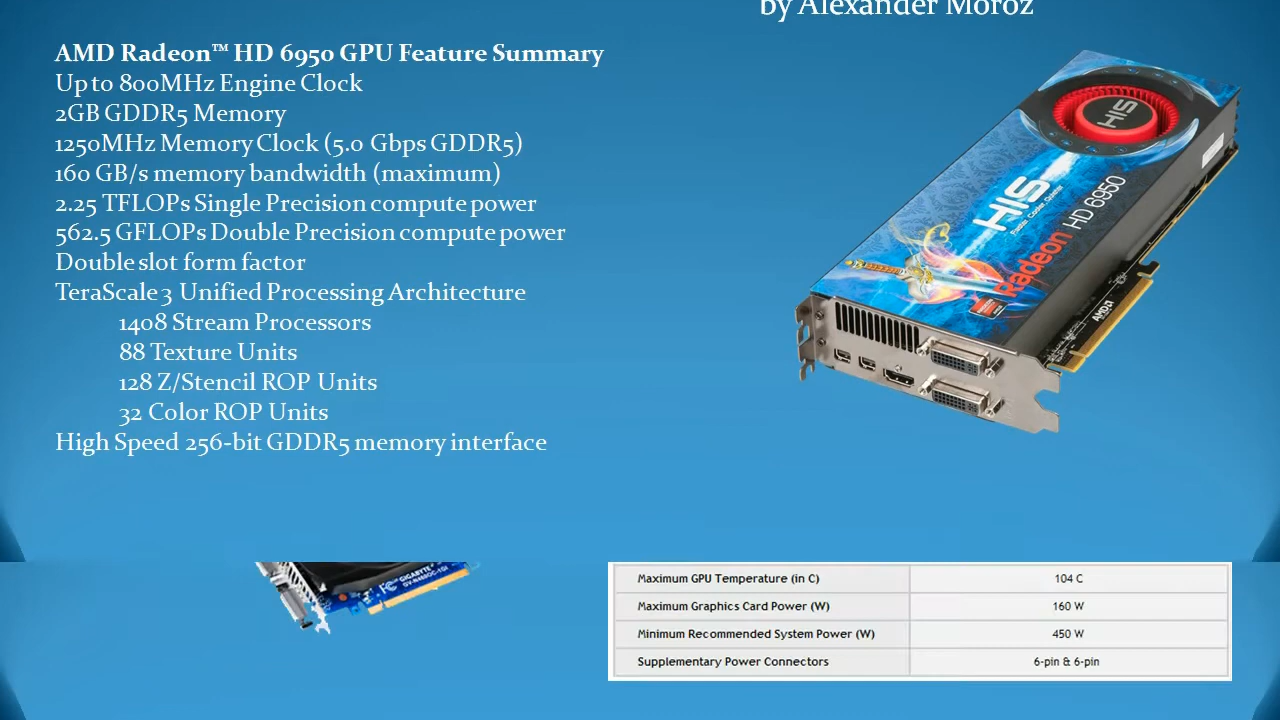 by Alexander Moroz
AMD Radeon™ HD 6950 GPU Feature Summary
Up to 800MHz Engine Clock
2GB GDDR5 Memory
1250MHz Memory Clock (5.0 Gbps GDDR5)
160 GB/s memory bandwidth (maximum)
2.25 TFLOPs Single Precision compute power
562.5 GFLOPs Double Precision compute power
Double slot form factor
TeraScale 3 Unified Processing Architecture
1408 Stream Processors
88 Texture Units
128 Z/Stencil ROP Units
32 Color ROP Units
High Speed 256-bit GDDR5 memory interface
HIS
HIS
Power, Cooler, Quieter
Radeon HD 6950
AMD
GIGABYTE
Maximum GPU Temperature (in C) 104 C
Maximum Graphics Card Power (W) 160 W
Minimum Recommended System Power (W) 450 W
Supplementary Power Connectors 6-pin & 6-pin